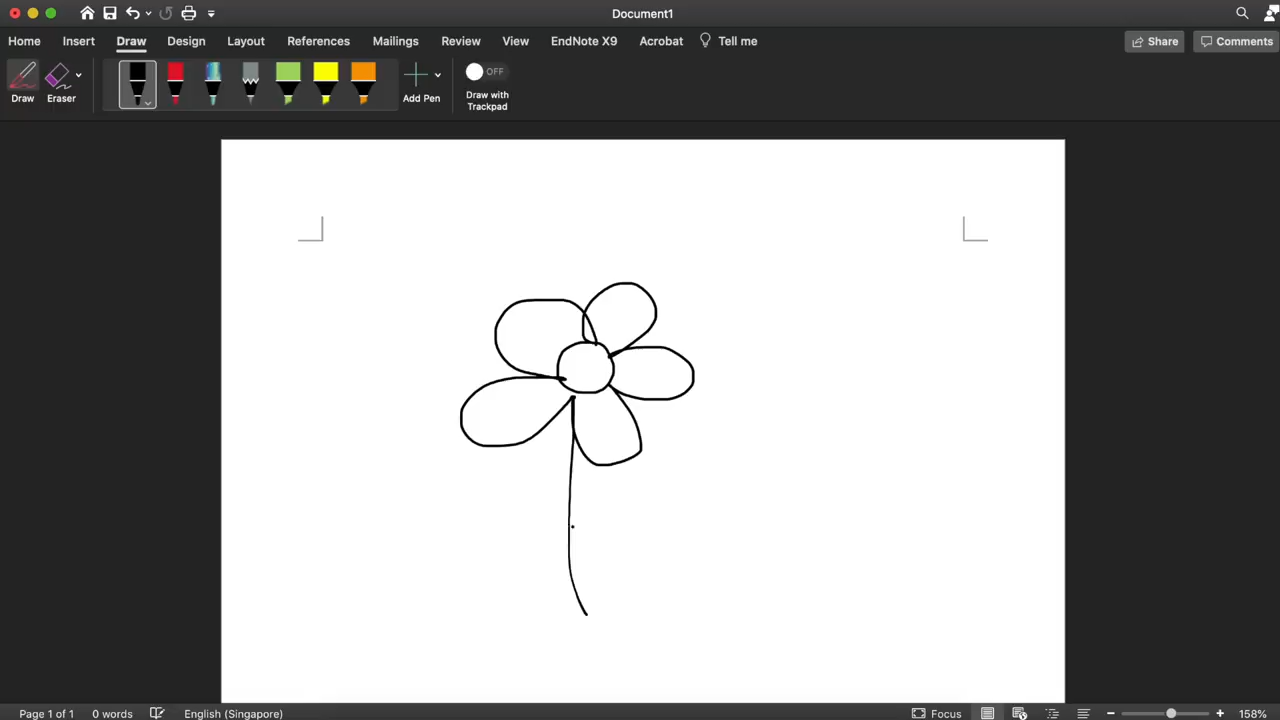 Document1
Home Insert Draw Design Layout References Mailings Review View EndNote X9 Acrobat Tell me Share Comments
Draw Eraser Add Pen OFF Draw with Trackpad
Page 1 of 1 0 words English (Singapore) Focus 158%